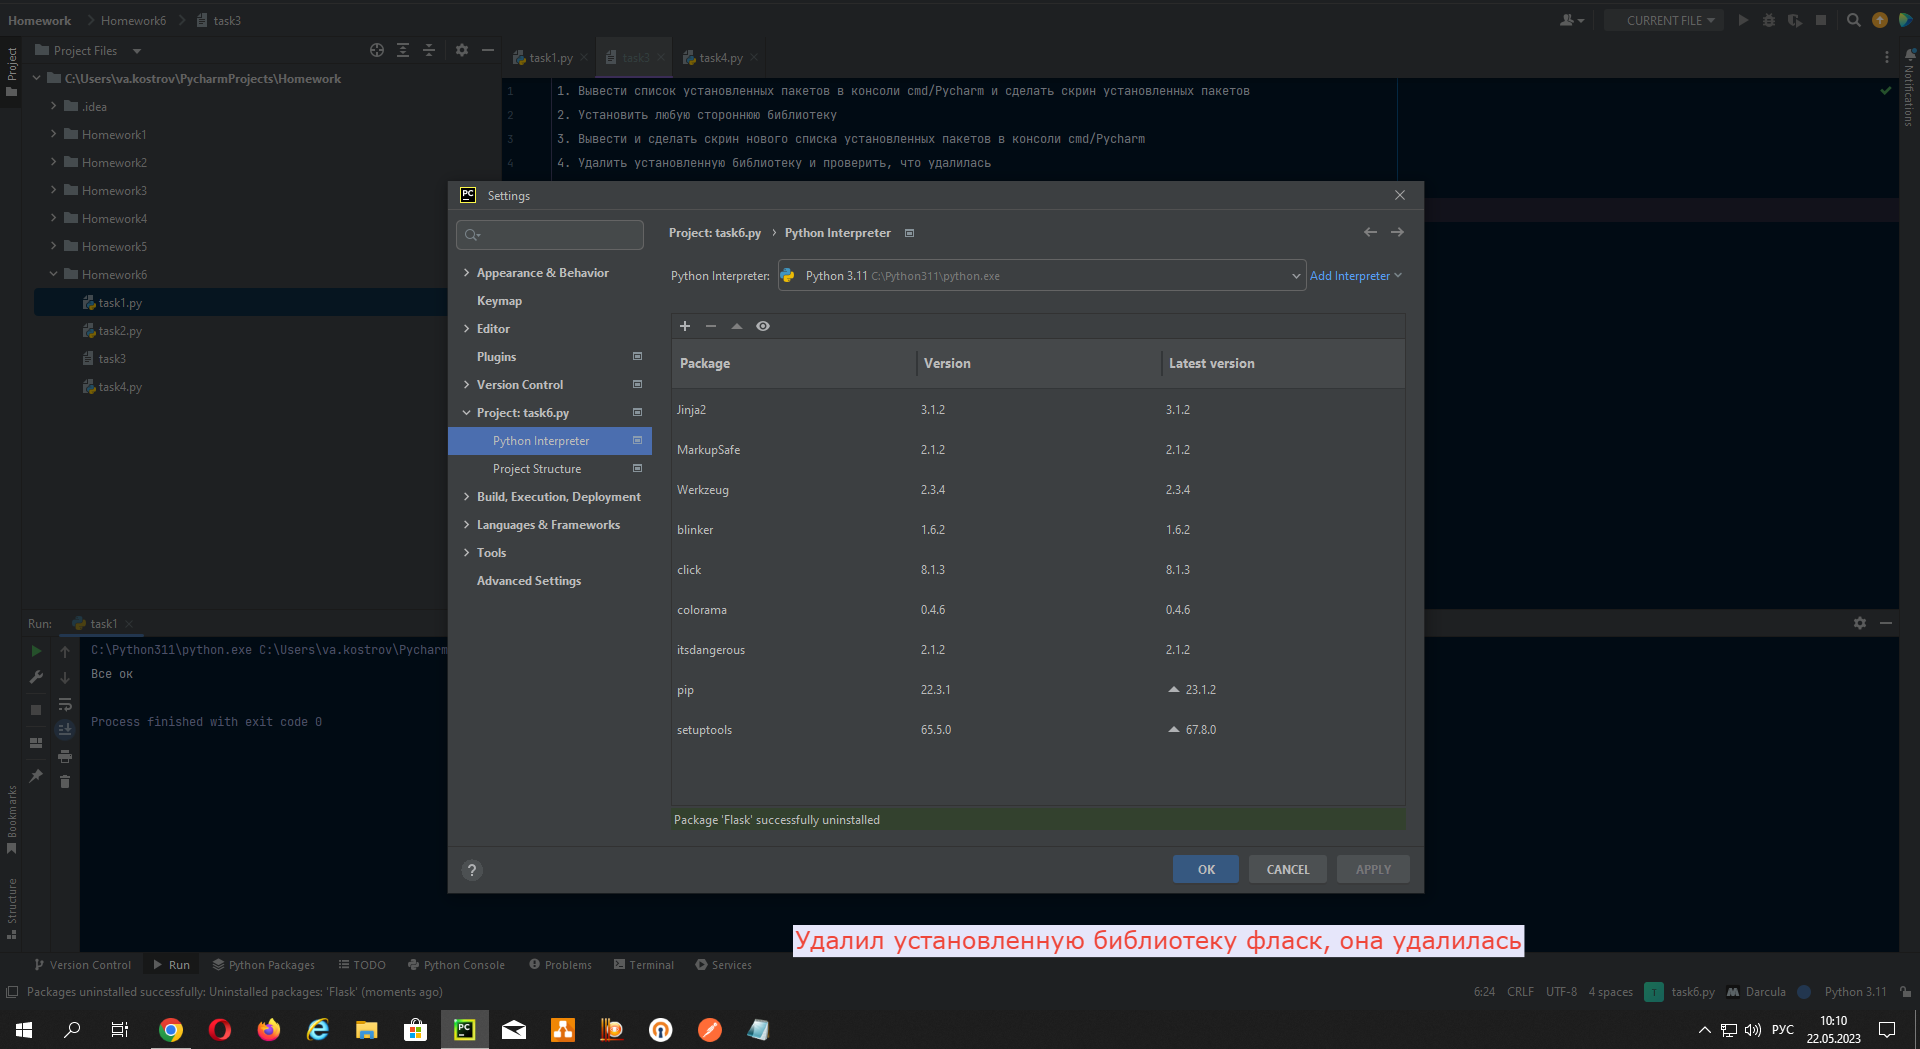 Homework Homework6 task3 CURRENT FILE
Project
Project Files
C:\Users\va.kostrov\PycharmProjects\Homework
.idea
Homework1
Homework2
Homework3
Homework4
Homework5
Homework6
task1.py
task2.py
task3
task4.py
task1.py task3 task4.py
Notifications
1 1. Вывести список установленных пакетов в консоли cmd/Pycharm и сделать скрин установленных пакетов
2 2. Установить любую стороннюю библиотеку
3 3. Вывести и сделать скрин нового списка установленных пакетов в консоли cmd/Pycharm
4 4. Удалить установленную библиотеку и проверить, что удалилась
PC Settings
Appearance & Behavior
Keymap
Editor
Plugins
Version Control
Project: task6.py
Python Interpreter
Project Structure
Build, Execution, Deployment
Languages & Frameworks
Tools
Advanced Settings
Project: task6.py › Python Interpreter
Python Interpreter: Python 3.11 C:\Python311\python.exe Add Interpreter
Package Version Latest version
Jinja2 3.1.2 3.1.2
MarkupSafe 2.1.2 2.1.2
Werkzeug 2.3.4 2.3.4
blinker 1.6.2 1.6.2
click 8.1.3 8.1.3
colorama 0.4.6 0.4.6
itsdangerous 2.1.2 2.1.2
pip 22.3.1 23.1.2
setuptools 65.5.0 67.8.0
Package 'Flask' successfully uninstalled
? OK CANCEL APPLY
Run: task1
C:\Python311\python.exe C:\Users\va.kostrov\Pycharm
Все ок
Process finished with exit code 0
Bookmarks
Structure
Удалил установленную библиотеку фласк, она удалилась
Version Control Run Python Packages TODO Python Console Problems Terminal Services
Packages uninstalled successfully: Uninstalled packages: 'Flask' (moments ago) 6:24 CRLF UTF-8 4 spaces task6.py Darcula Python 3.11
PC РУС 10:10
22.05.2023